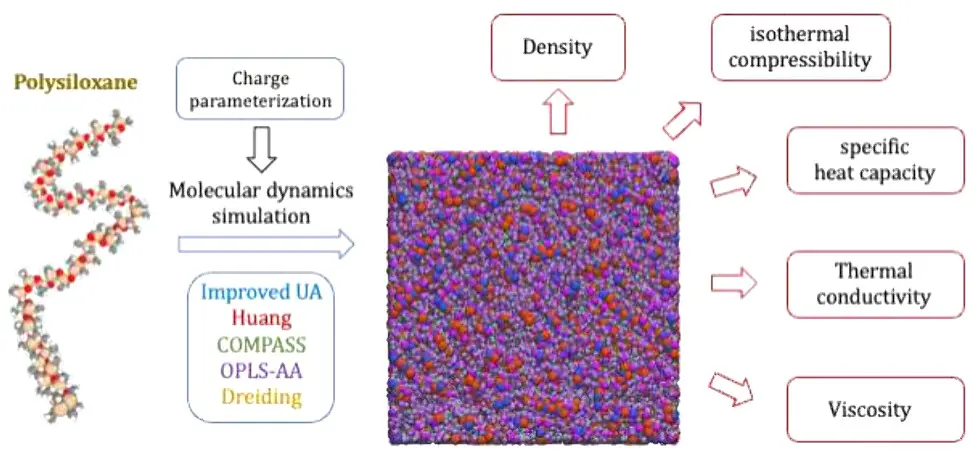 Polysiloxane
Charge
parameterization
Molecular dynamics
simulation
Improved UA
Huang
COMPASS
OPLS-AA
Dreiding
Density
isothermal
compressibility
specific
heat capacity
Thermal
conductivity
Viscosity